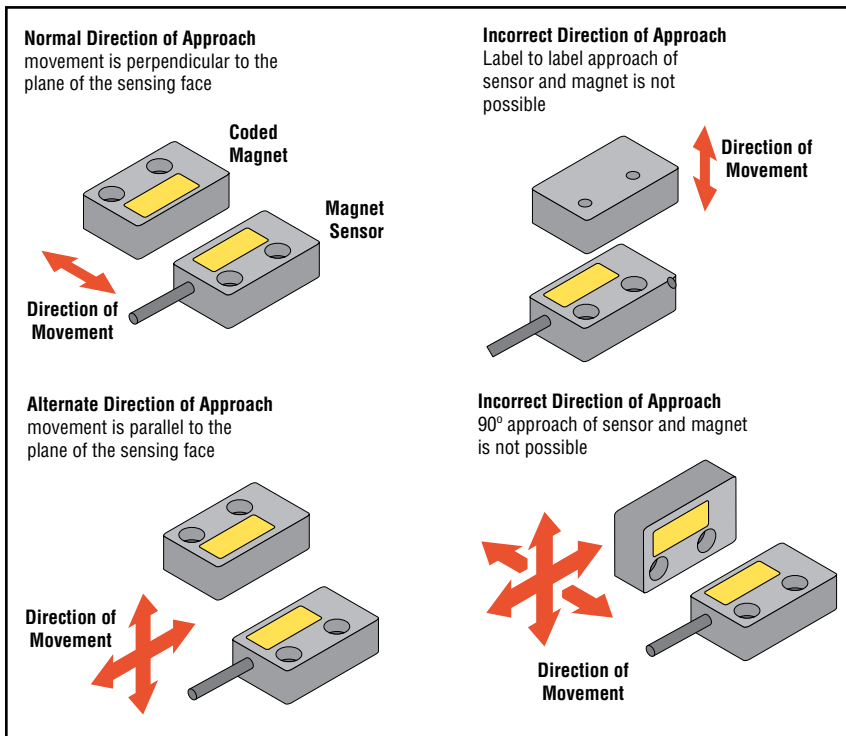 Normal Direction of Approach
movement is perpendicular to the
plane of the sensing face
Coded
Magnet
Magnet
Sensor
Direction of
Movement
Incorrect Direction of Approach
Label to label approach of
sensor and magnet is not
possible
Direction of
Movement
Alternate Direction of Approach
movement is parallel to the
plane of the sensing face
Direction of
Movement
Incorrect Direction of Approach
90º approach of sensor and magnet
is not possible
Direction of
Movement